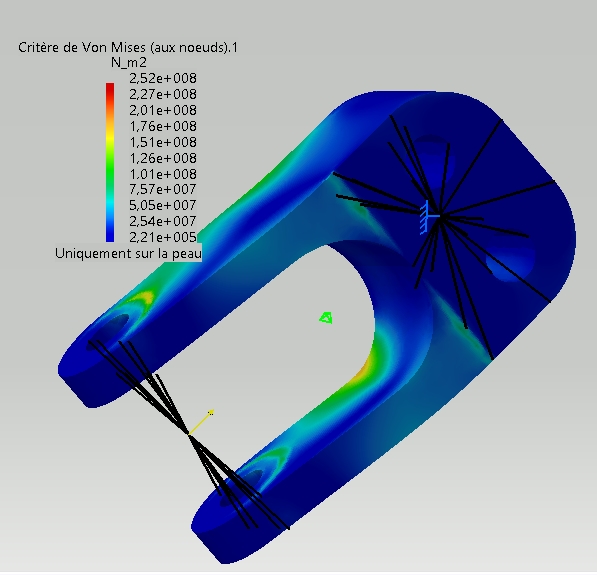 Critère de Von Mises (aux noeuds).1
N_m2
2,52e+008
2,27e+008
2,01e+008
1,76e+008
1,51e+008
1,26e+008
1,01e+008
7,57e+007
5,05e+007
2,54e+007
2,21e+005
Uniquement sur la peau